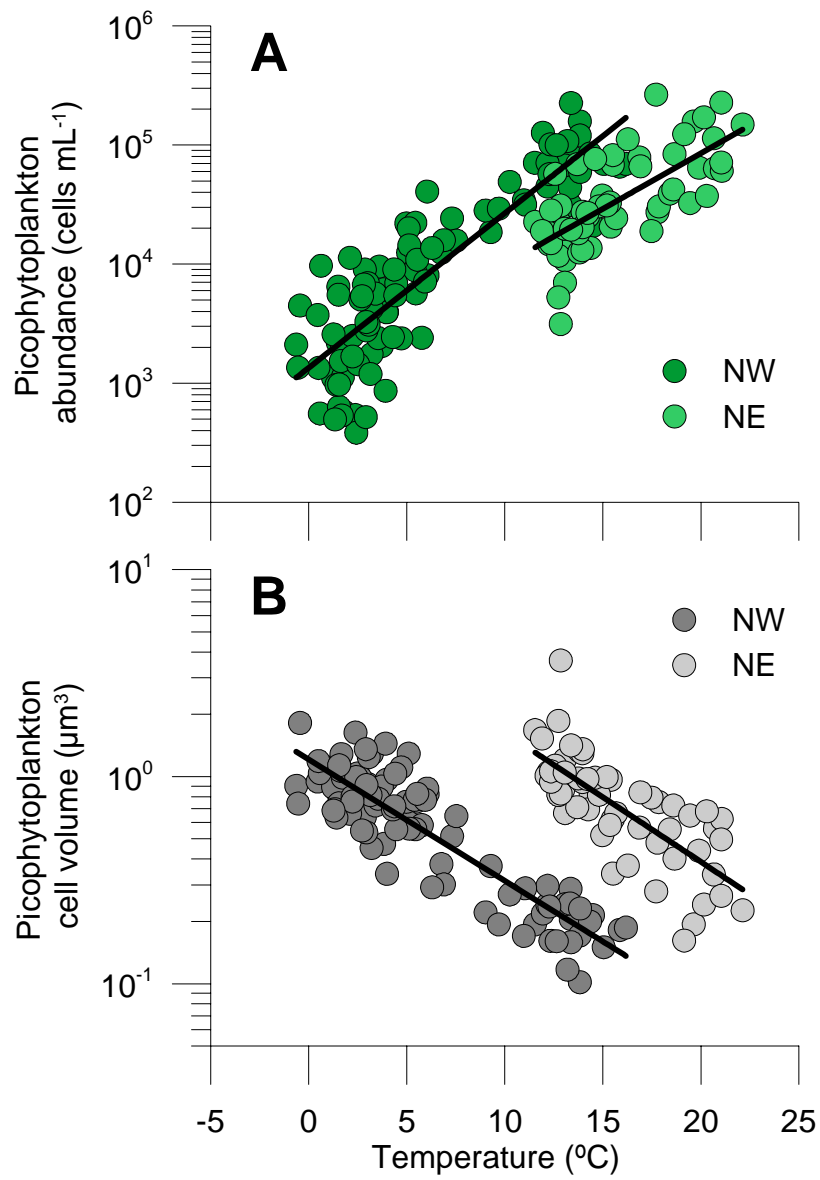 A
Picophytoplankton
abundance (cells mL⁻¹)
10⁶
10⁵
10⁴
10³
10²
NW
NE
B
Picophytoplankton
cell volume (µm³)
10¹
10⁰
10⁻¹
NW
NE
-5 0 5 10 15 20 25
Temperature (ºC)